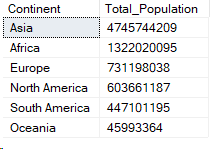 Continent Total_Population
Asia 4745744209
Africa 1322020095
Europe 731198038
North America 603661187
South America 447101195
Oceania 45993364